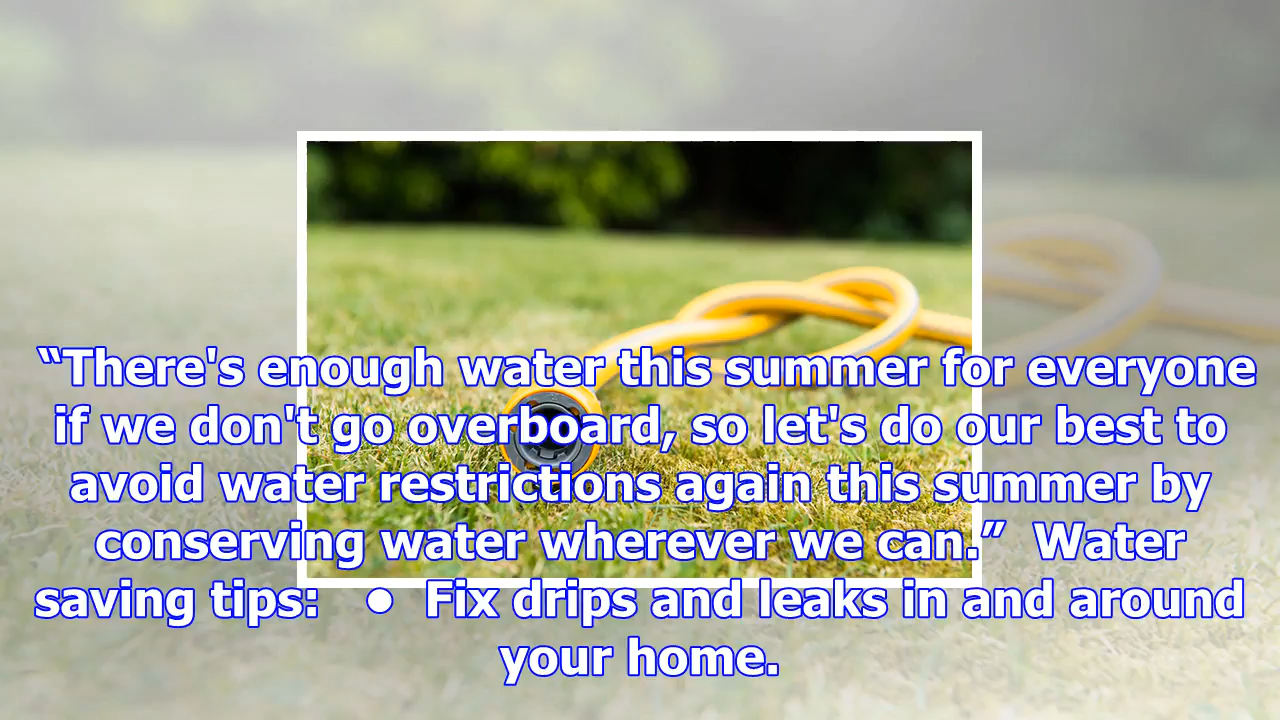 “There's enough water this summer for everyone
if we don't go overboard, so let's do our best to
avoid water restrictions again this summer by
conserving water wherever we can.”  Water
saving tips:   ●  Fix drips and leaks in and around
your home.